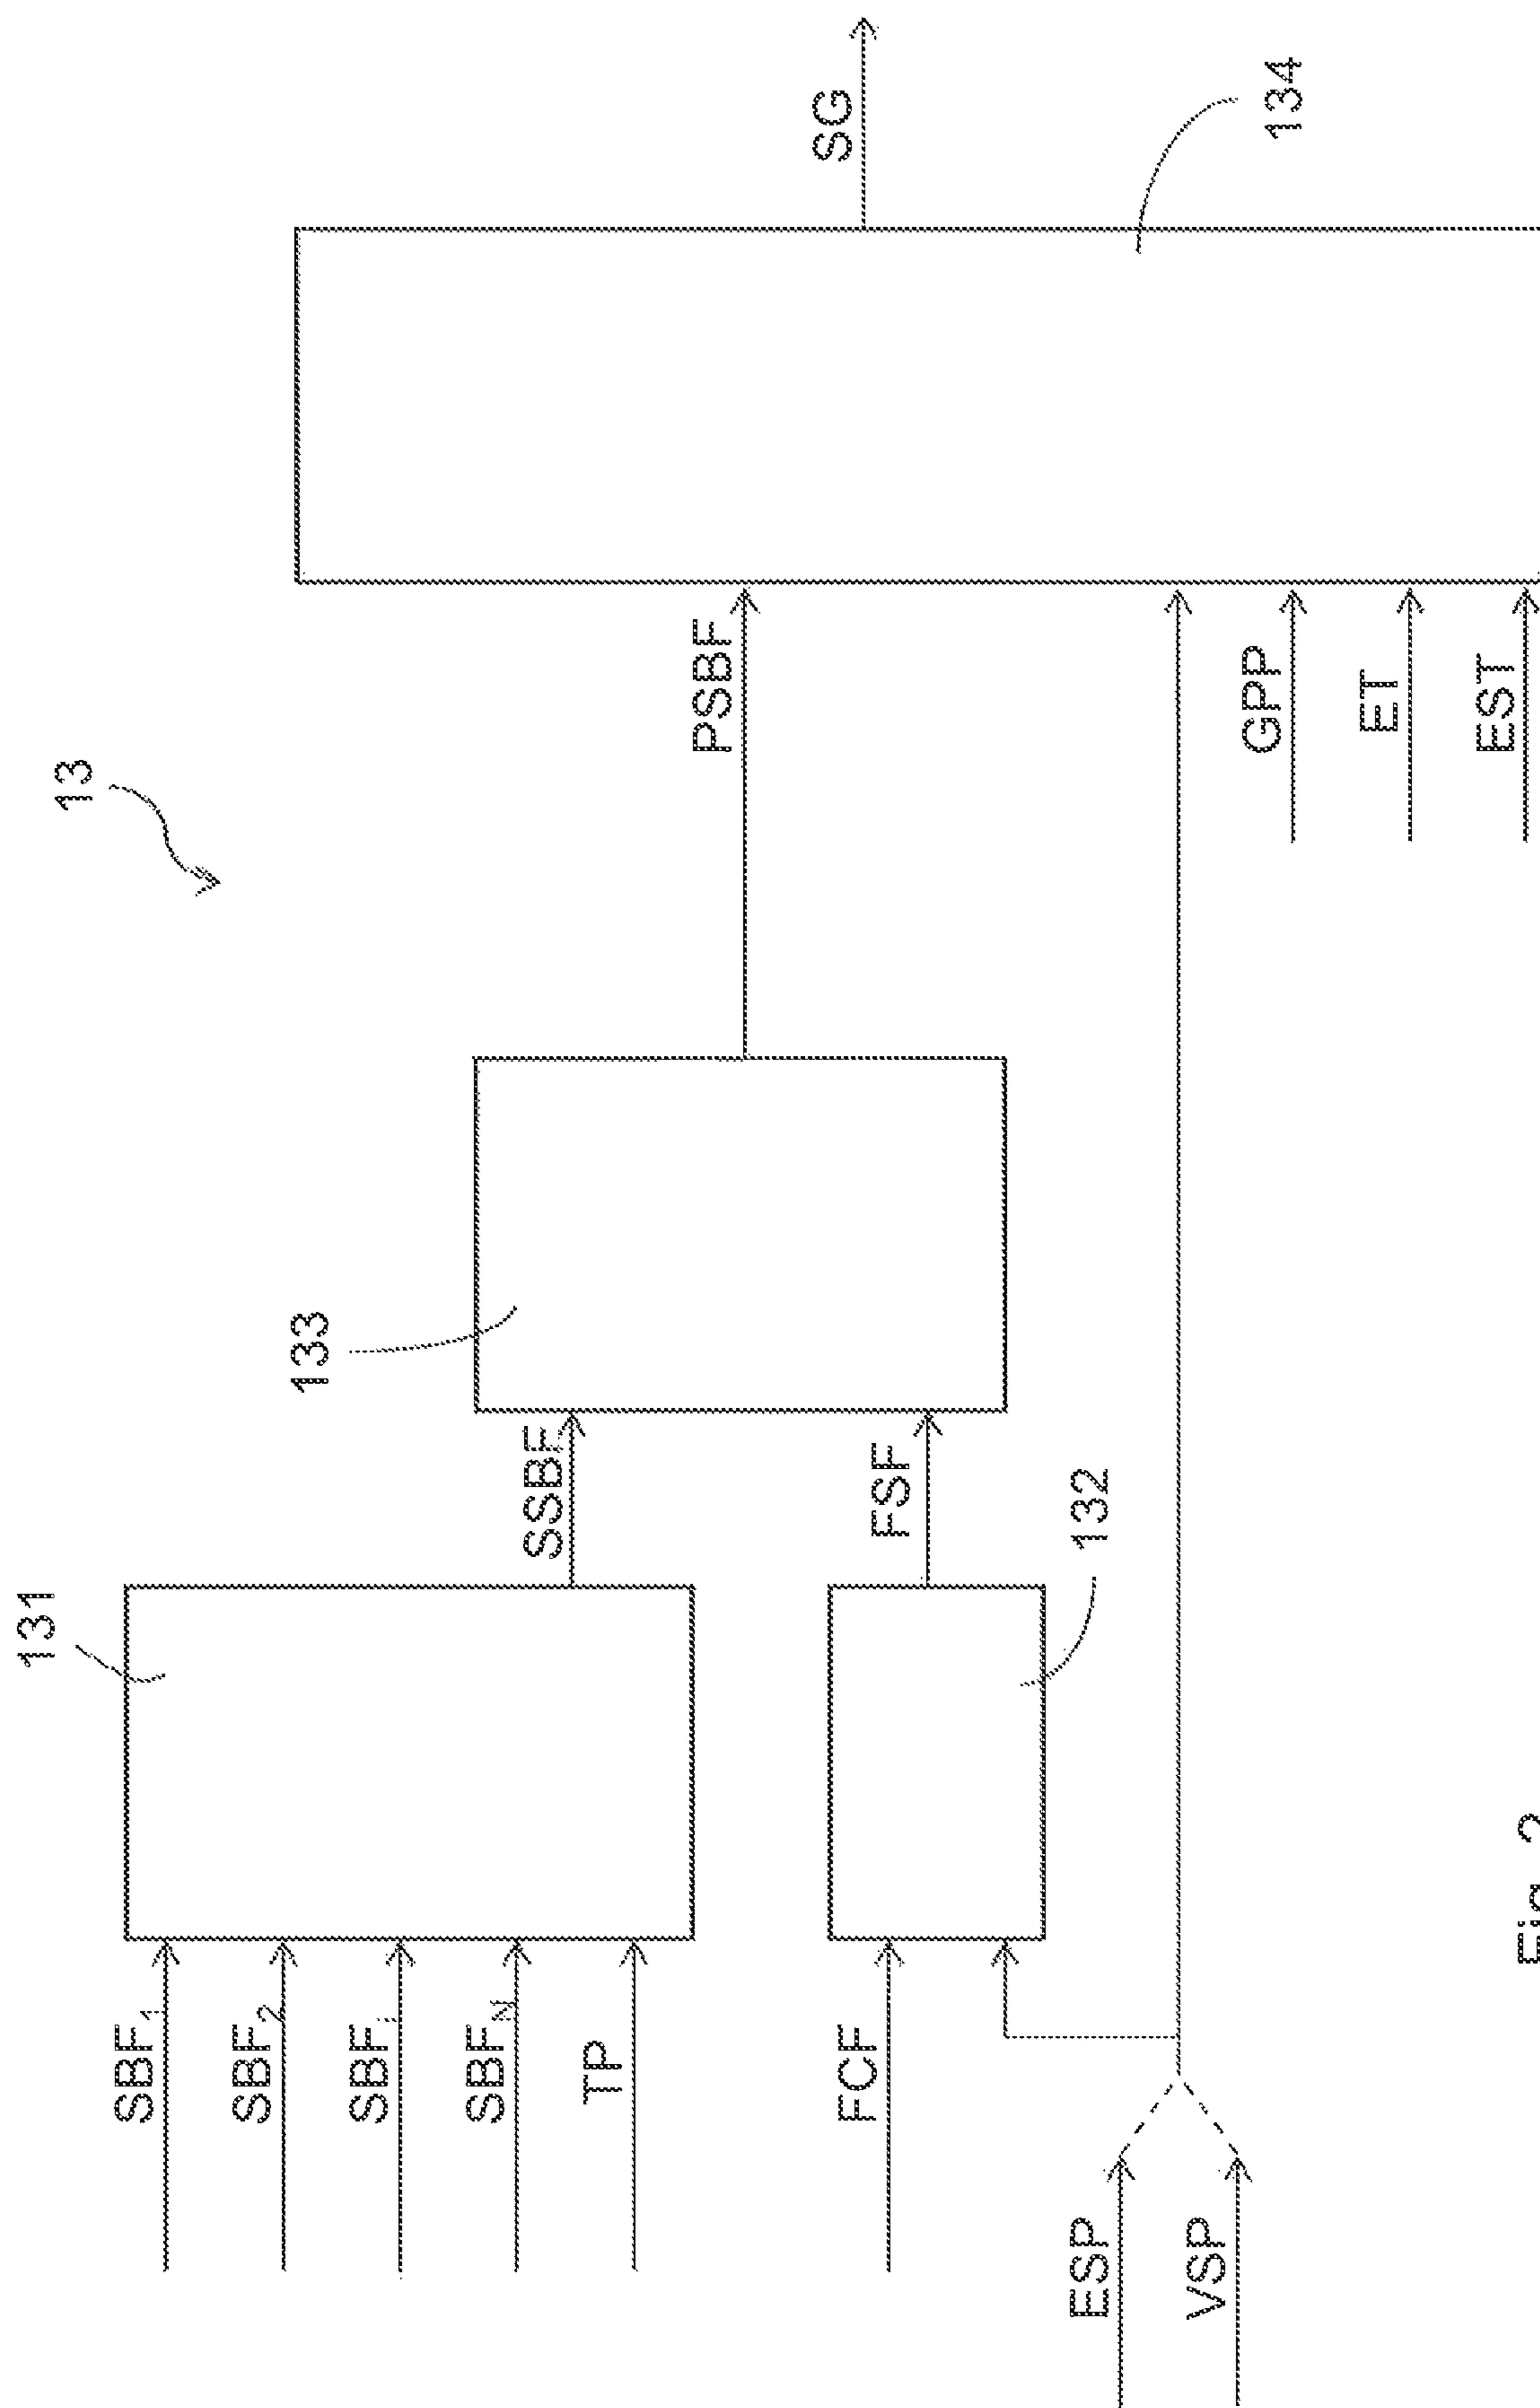 13
131
SBF1
SBF2
SBFi
SBFN
TP
SSBF
133
PSBF
SG
134
FCF
FSF
132
ESP
VSP
GPP
ET
EST
Fig. 2